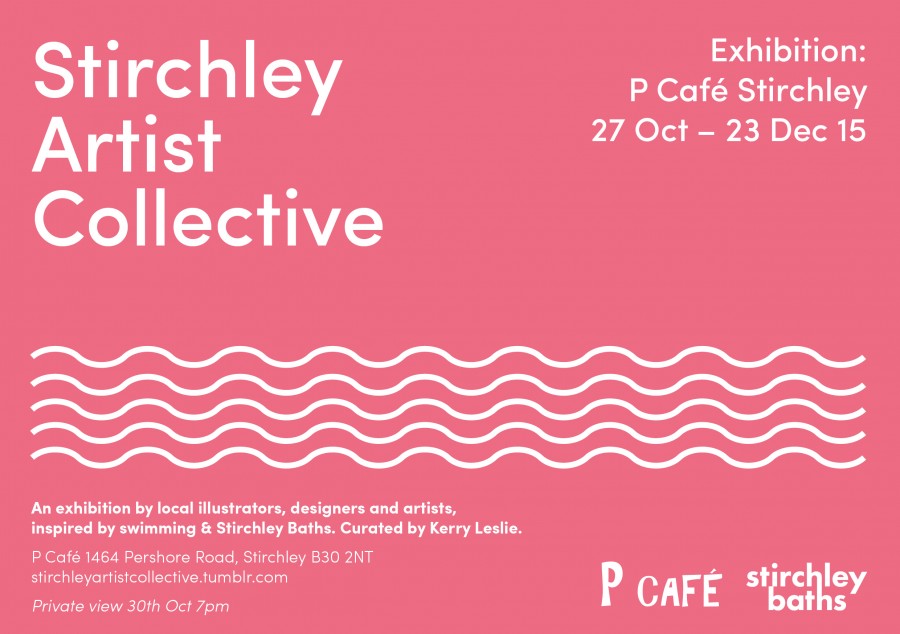 Stirchley
Artist
Collective
Exhibition:
P Café Stirchley
27 Oct – 23 Dec 15
An exhibition by local illustrators, designers and artists,
inspired by swimming & Stirchley Baths. Curated by Kerry Leslie.
P Café 1464 Pershore Road, Stirchley B30 2NT
stirchleyartistcollective.tumblr.com
Private view 30th Oct 7pm
P CAFÉ
stirchley
baths